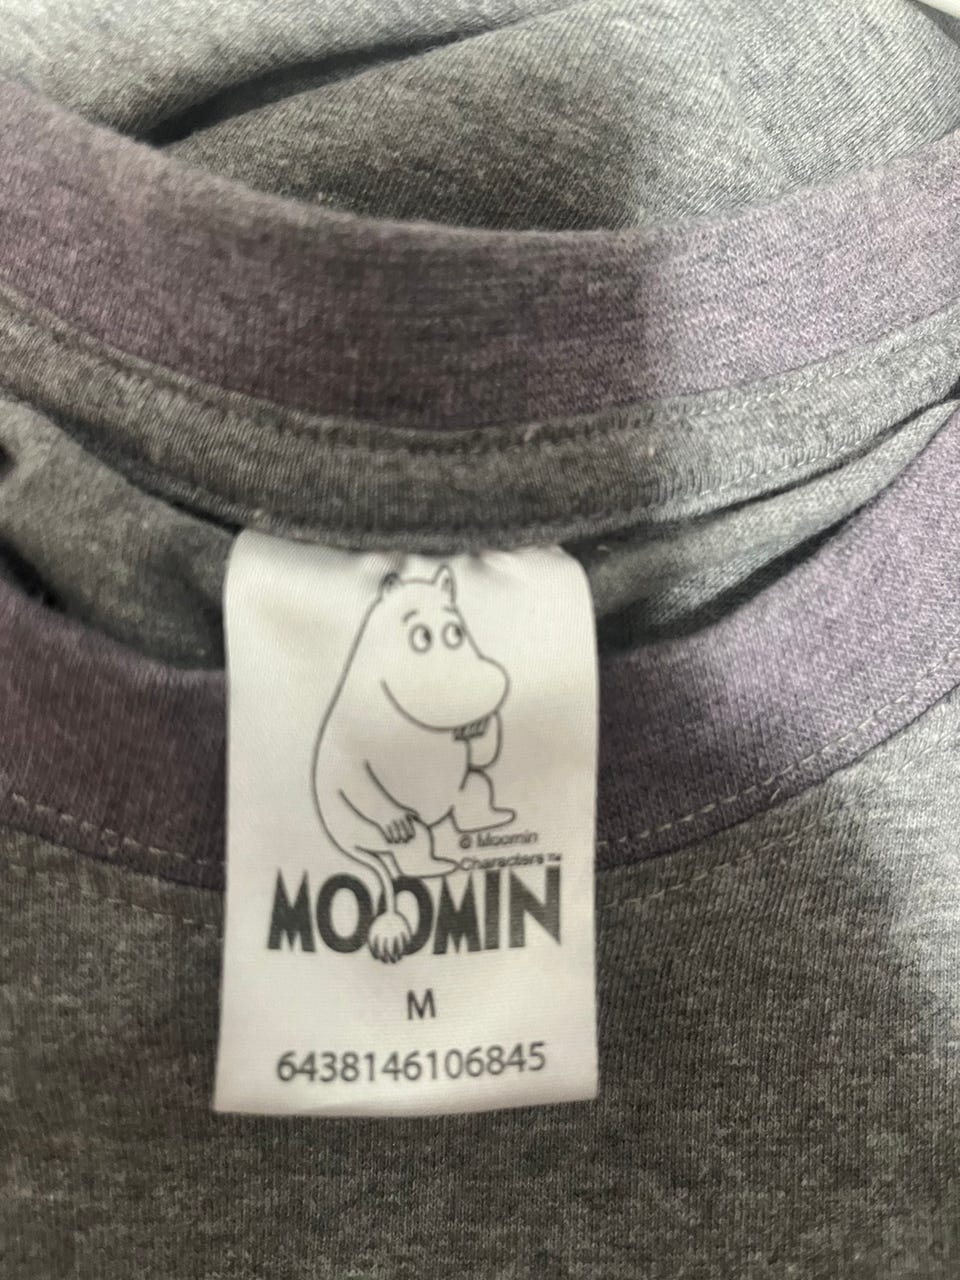 © Moomin
Characters™
MOOMIN
M
6438146106845